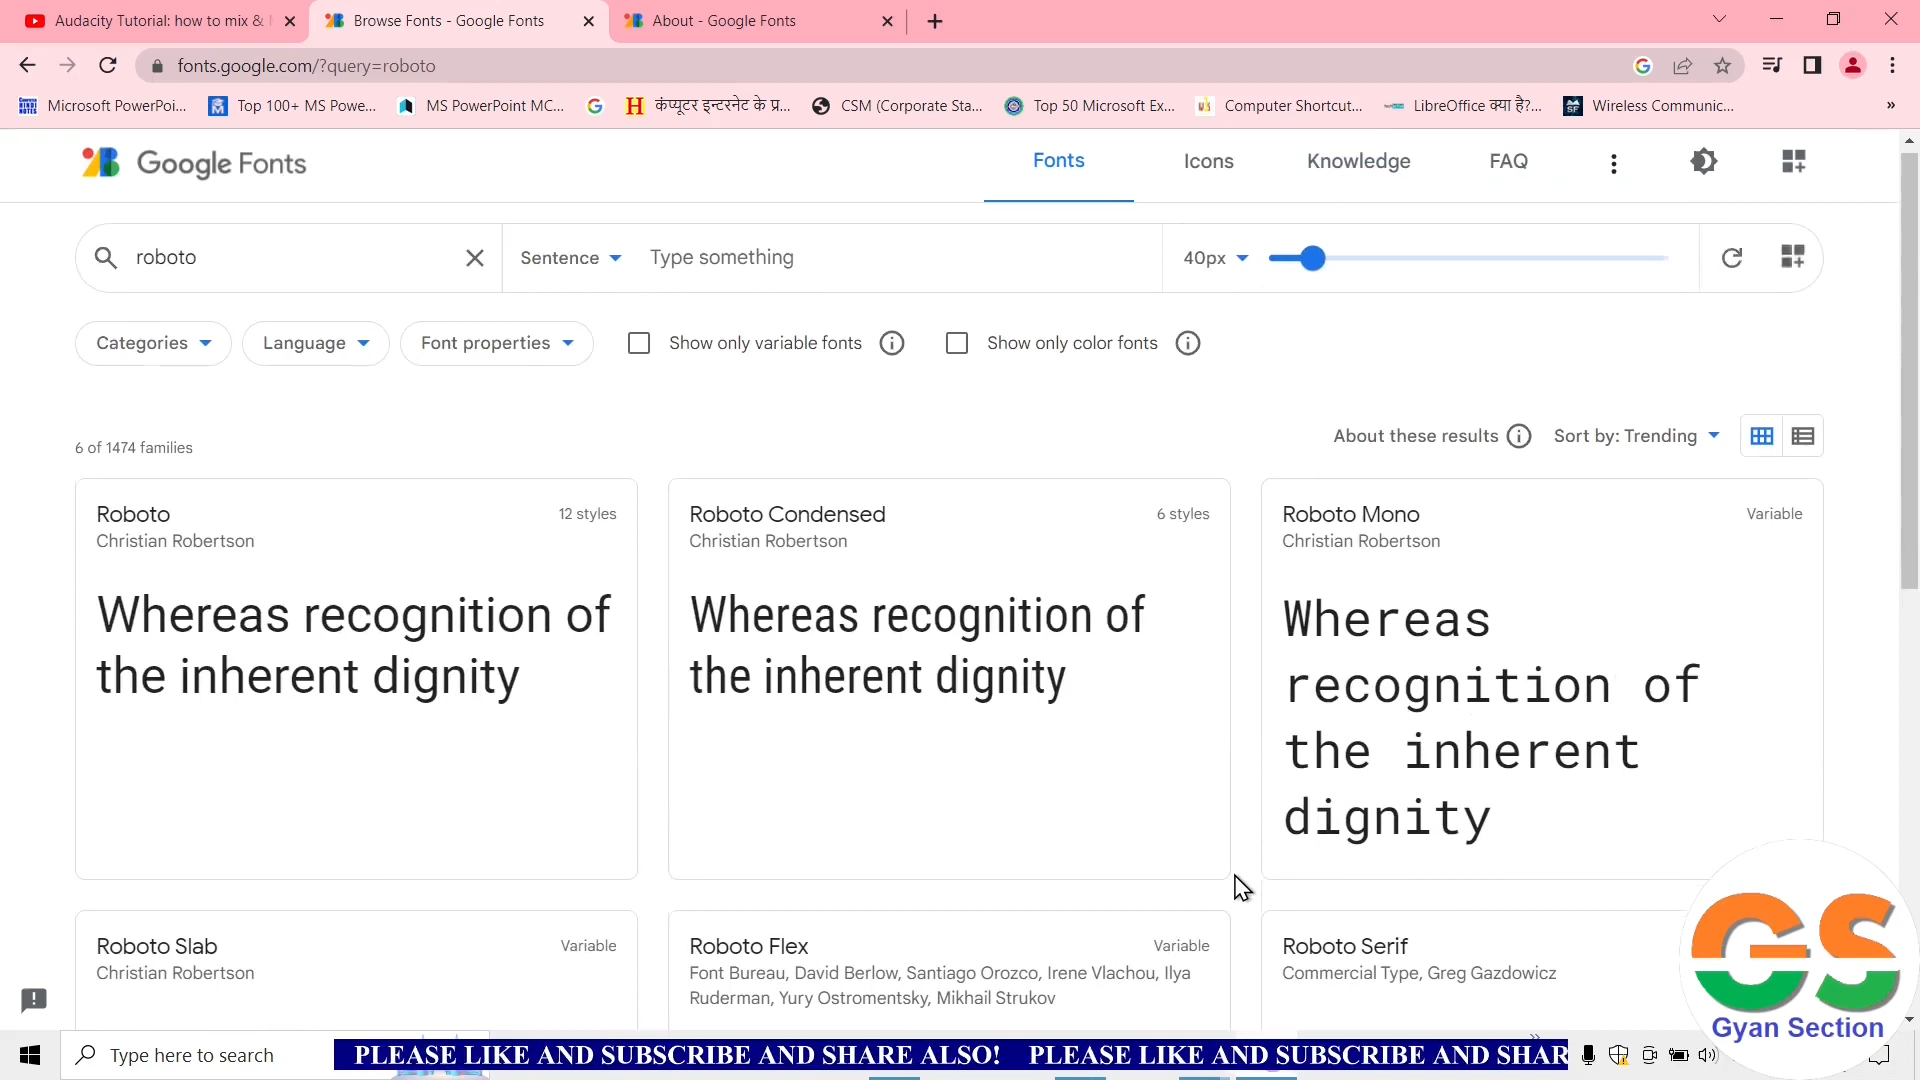 Audacity Tutorial: how to mix &
Browse Fonts - Google Fonts
About - Google Fonts
fonts.google.com/?query=roboto
Microsoft PowerPoi...
Top 100+ MS Powe...
MS PowerPoint MC...
कंप्यूटर इन्टरनेट के प्र...
CSM (Corporate Sta...
Top 50 Microsoft Ex...
Computer Shortcut...
LibreOffice क्या है?...
Wireless Communic...
Google Fonts
Fonts
Icons
Knowledge
FAQ
roboto
Sentence
Type something
40px
Categories
Language
Font properties
Show only variable fonts
Show only color fonts
6 of 1474 families
About these results
Sort by: Trending
Roboto
12 styles
Christian Robertson
Whereas recognition of
the inherent dignity
Roboto Condensed
6 styles
Christian Robertson
Whereas recognition of
the inherent dignity
Roboto Mono
Variable
Christian Robertson
Whereas
recognition of
the inherent
dignity
Roboto Slab
Variable
Christian Robertson
Roboto Flex
Variable
Font Bureau, David Berlow, Santiago Orozco, Irene Vlachou, Ilya
Ruderman, Yury Ostromentsky, Mikhail Strukov
Roboto Serif
Commercial Type, Greg Gazdowicz
GS
Gyan Section
Type here to search
PLEASE LIKE AND SUBSCRIBE AND SHARE ALSO! PLEASE LIKE AND SUBSCRIBE AND SHAR